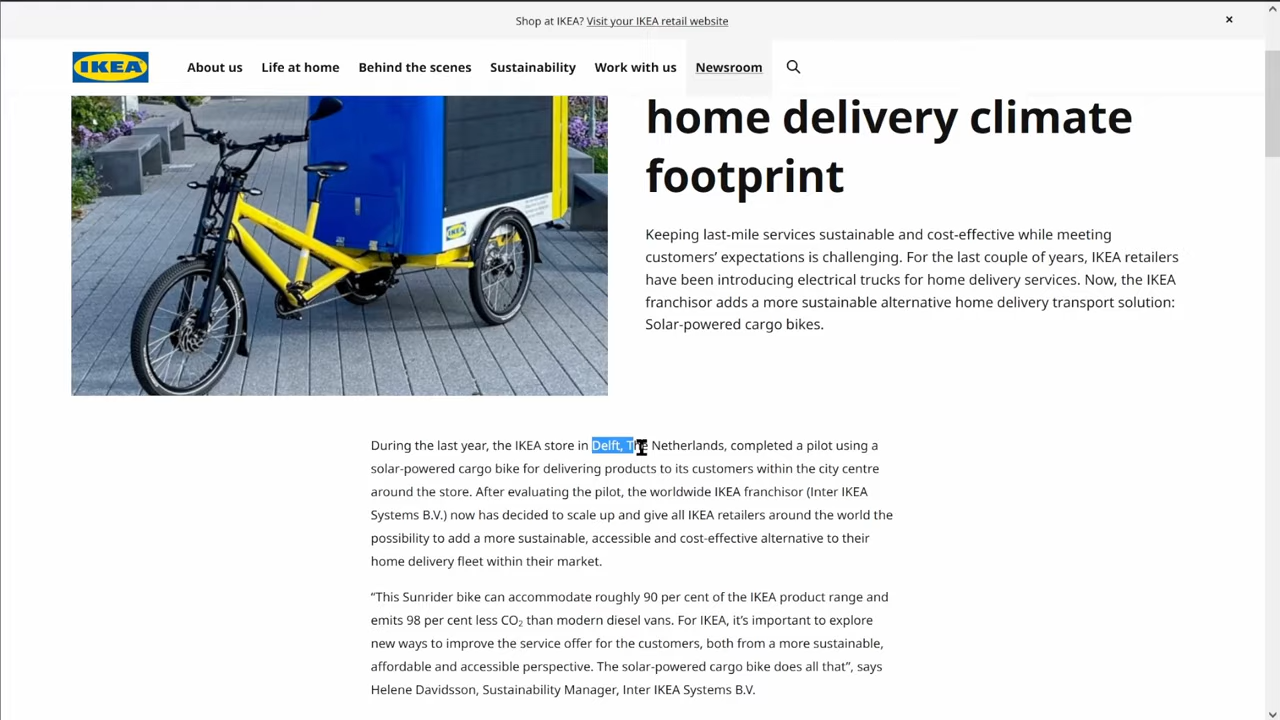 Shop at IKEA? Visit your IKEA retail website
IKEA
About us
Life at home
Behind the scenes
Sustainability
Work with us
Newsroom
home delivery climate
footprint
Keeping last-mile services sustainable and cost-effective while meeting
customers’ expectations is challenging. For the last couple of years, IKEA retailers
have been introducing electrical trucks for home delivery services. Now, the IKEA
franchisor adds a more sustainable alternative home delivery transport solution:
Solar-powered cargo bikes.
IKEA
During the last year, the IKEA store in Delft, The Netherlands, completed a pilot using a
solar-powered cargo bike for delivering products to its customers within the city centre
around the store. After evaluating the pilot, the worldwide IKEA franchisor (Inter IKEA
Systems B.V.) now has decided to scale up and give all IKEA retailers around the world the
possibility to add a more sustainable, accessible and cost-effective alternative to their
home delivery fleet within their market.
“This Sunrider bike can accommodate roughly 90 per cent of the IKEA product range and
emits 98 per cent less CO₂ than modern diesel vans. For IKEA, it’s important to explore
new ways to improve the service offer for the customers, both from a more sustainable,
affordable and accessible perspective. The solar-powered cargo bike does all that”, says
Helene Davidsson, Sustainability Manager, Inter IKEA Systems B.V.